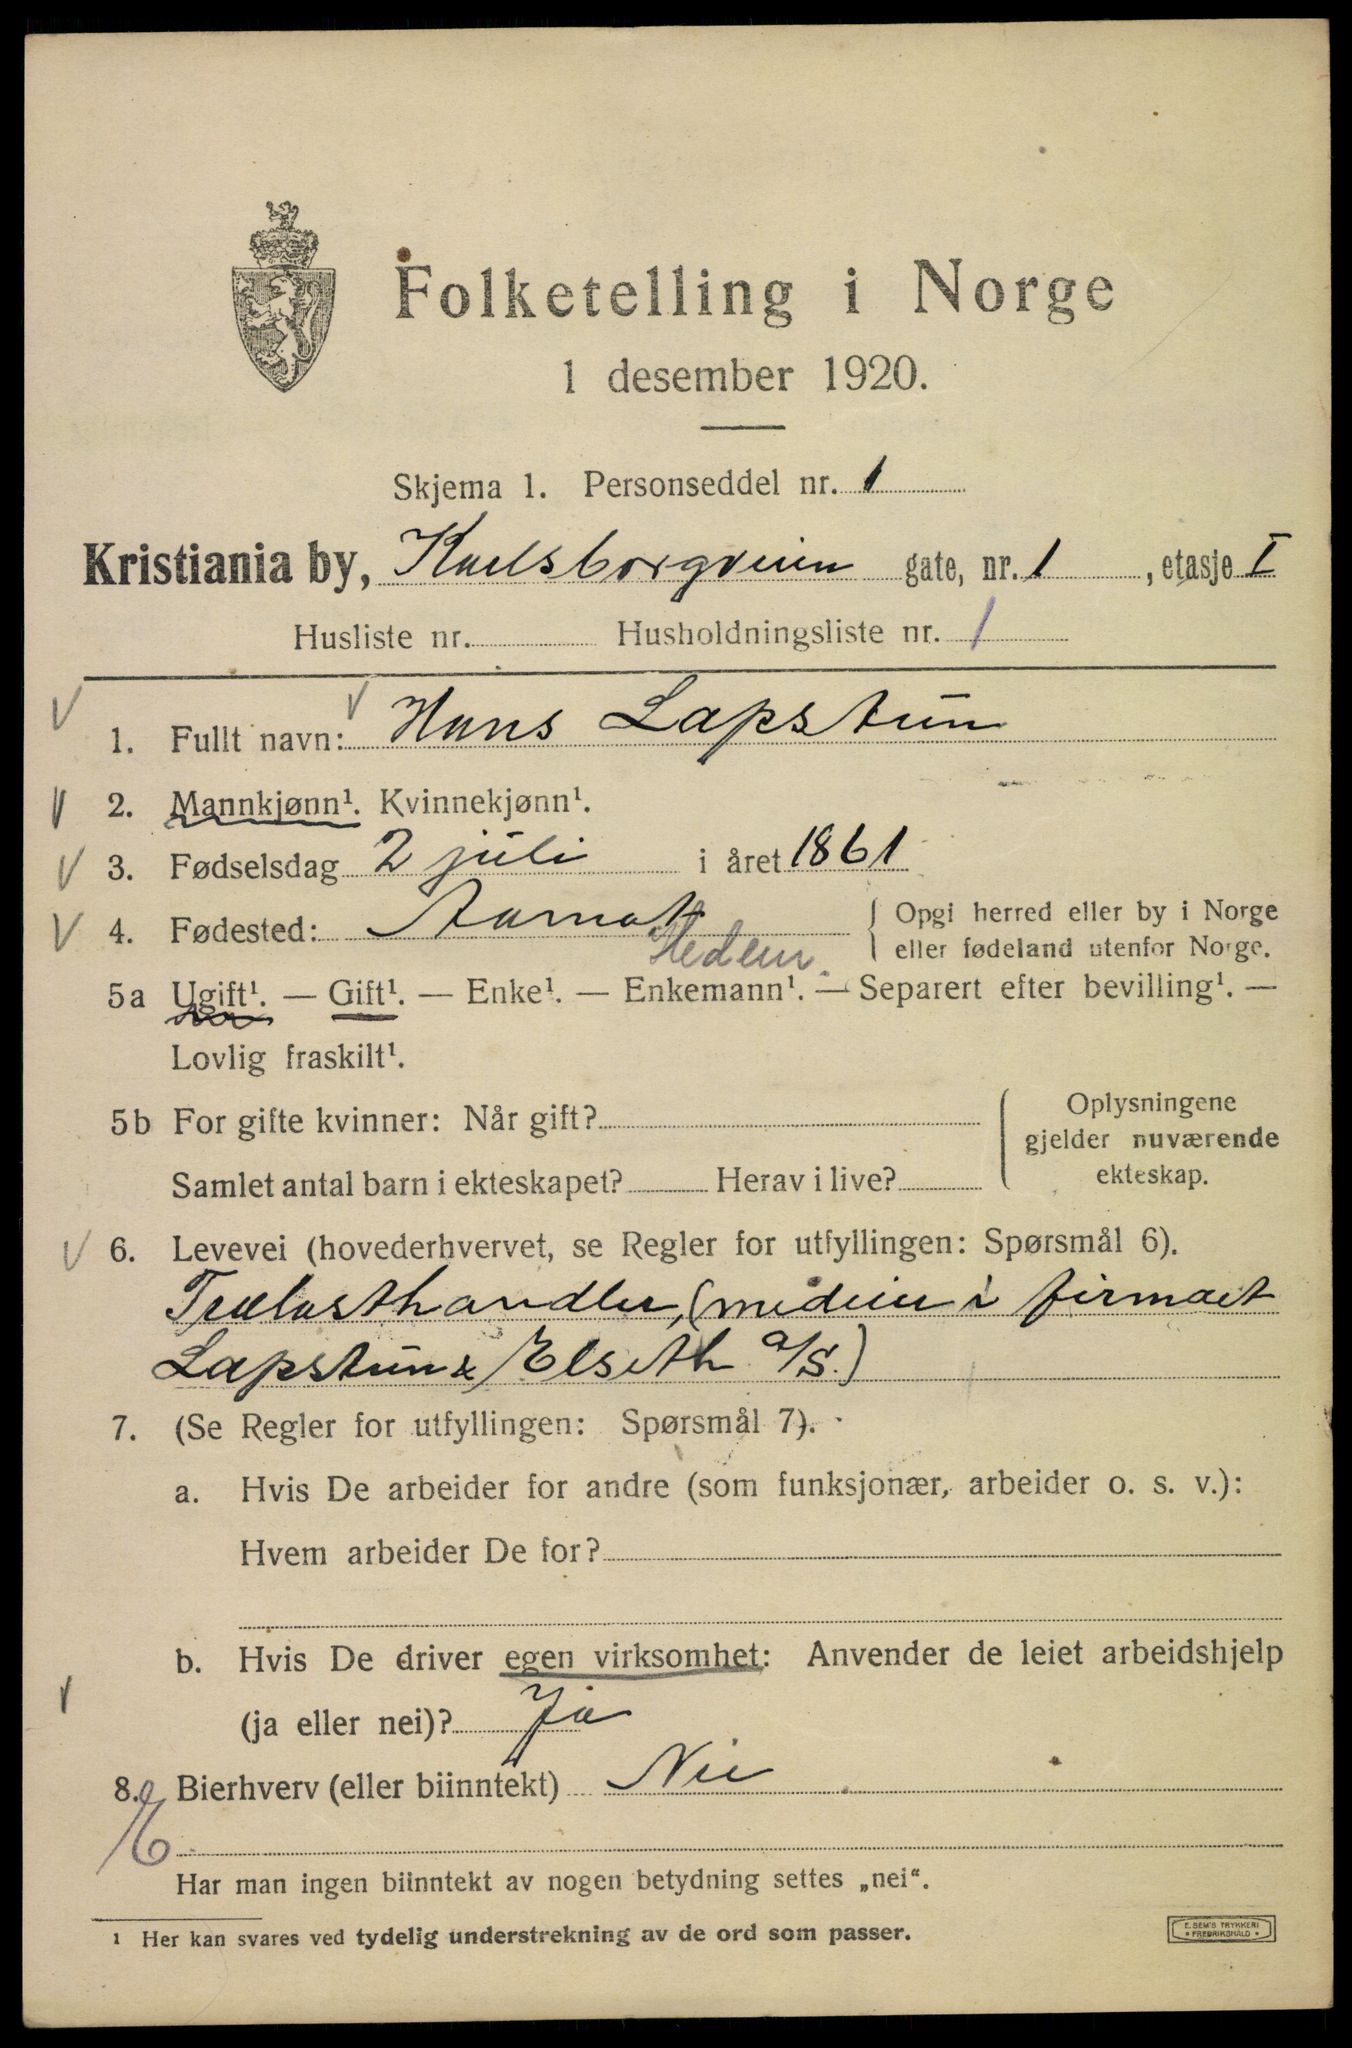 Folketelling i Norge
1 desember 1920.
Skjema 1. Personseddel nr. 1
Kristiania by, Karlsborgveien gate, nr. 1, etasje I
Husliste nr. Husholdningsliste nr. 1
1. Fullt navn: Hans Lapstun
2. Mannkjønn¹. Kvinnekjønn¹.
3. Fødselsdag 2 juli i året 1861
4. Fødested: Aamot { Opgi herred eller by i Norge
Hedem. eller fødeland utenfor Norge.
5a Ugift¹. — Gift¹. — Enke¹. — Enkemann¹. — Separert efter bevilling¹. —
Lovlig fraskilt¹.
5b For gifte kvinner: Når gift?
Samlet antal barn i ekteskapet? Herav i live?
Oplysningene
gjelder nuværende
ekteskap.
6. Levevei (hovederhvervet, se Regler for utfyllingen: Spørsmål 6).
Trælasthandler, (medeier i firmaet
Lapstun & Elseth a/s.)
7. (Se Regler for utfyllingen: Spørsmål 7).
a. Hvis De arbeider for andre (som funksjonær, arbeider o. s. v.):
Hvem arbeider De for?
b. Hvis De driver egen virksomhet: Anvender de leiet arbeidshjelp
(ja eller nei)? Ja
8. Bierhverv (eller biinntekt) Nei
E
Har man ingen biinntekt av nogen betydning settes „nei“.
1 Her kan svares ved tydelig understrekning av de ord som passer.
E. SEM'S TRYKKERI
* FREDRIKSHALD *